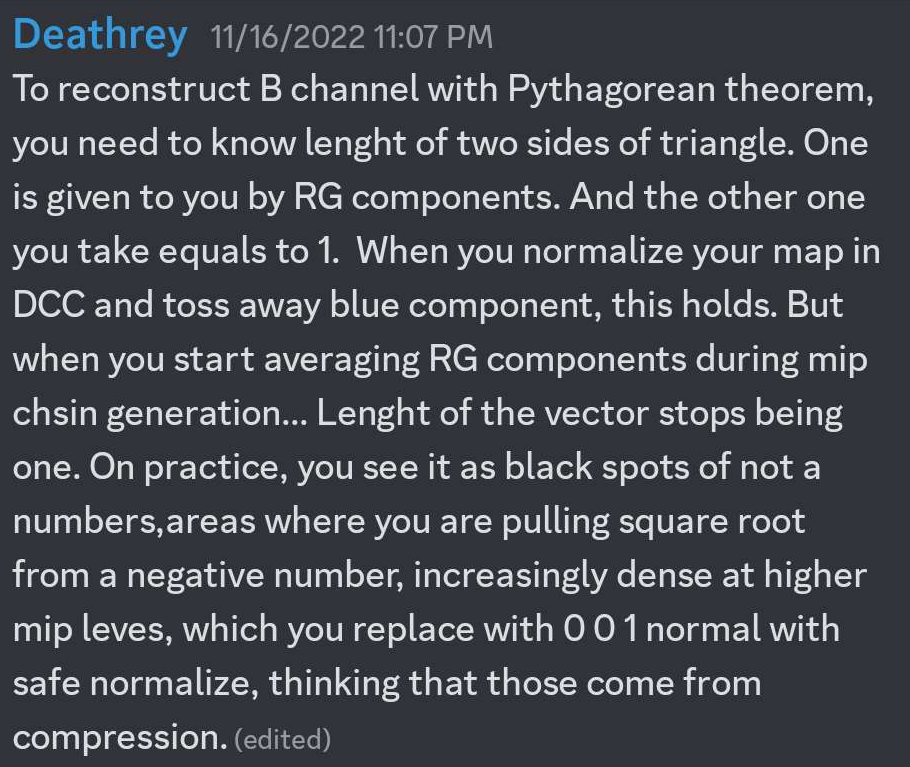 Deathrey 11/16/2022 11:07 PM
To reconstruct B channel with Pythagorean theorem,
you need to know lenght of two sides of triangle. One
is given to you by RG components. And the other one
you take equals to 1.  When you normalize your map in
DCC and toss away blue component, this holds. But
when you start averaging RG components during mip
chsin generation... Lenght of the vector stops being
one. On practice, you see it as black spots of not a
numbers,areas where you are pulling square root
from a negative number, increasingly dense at higher
mip leves, which you replace with 0 0 1 normal with
safe normalize, thinking that those come from
compression. (edited)